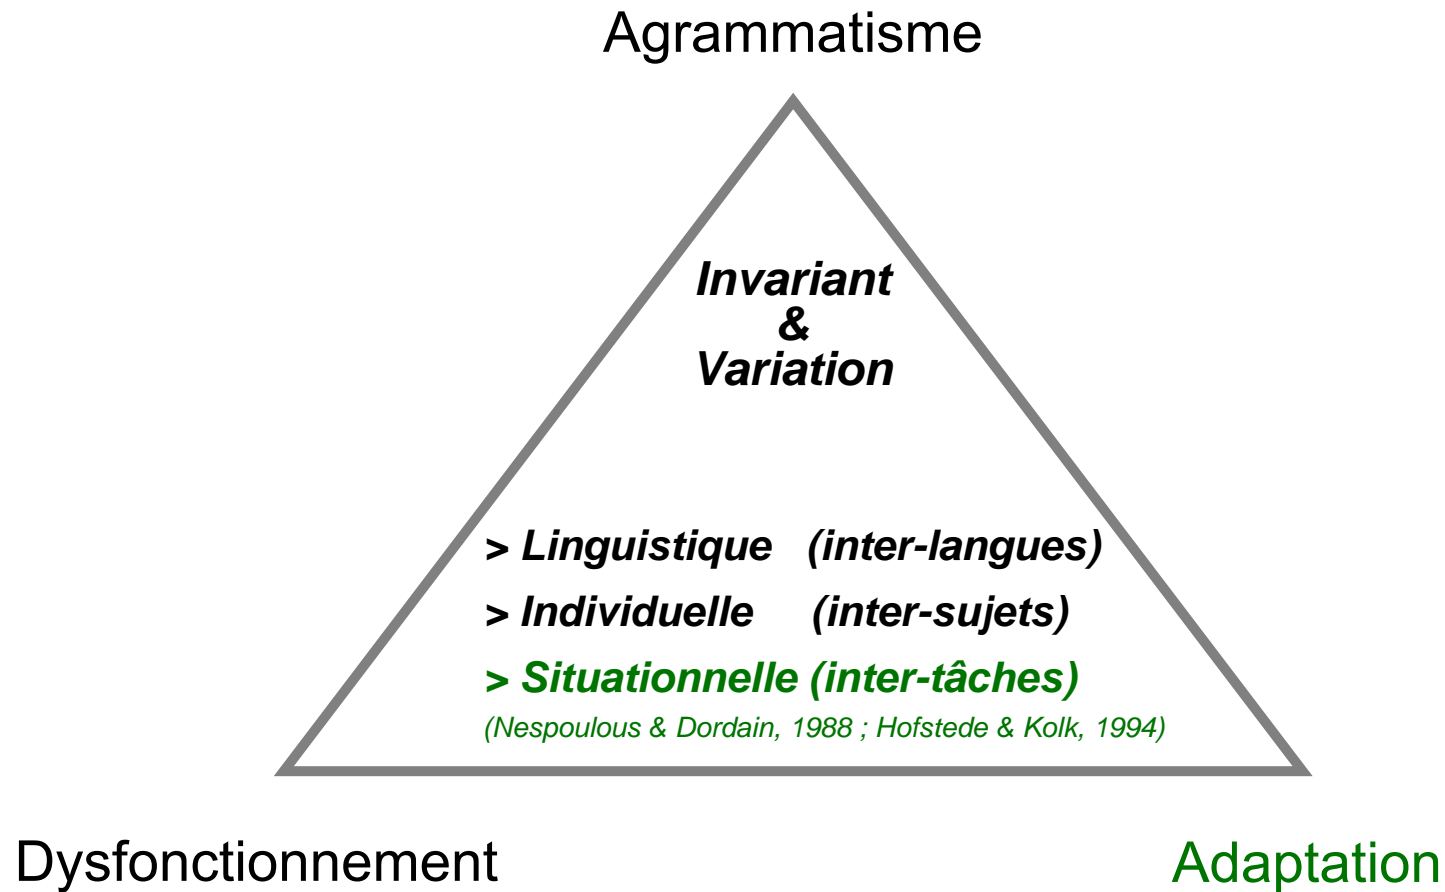 Agrammatisme
Invariant
&
Variation
> Linguistique (inter-langues)
> Individuelle (inter-sujets)
> Situationnelle (inter-tâches)
(Nespoulous & Dordain, 1988 ; Hofstede & Kolk, 1994)
Dysfonctionnement
Adaptation